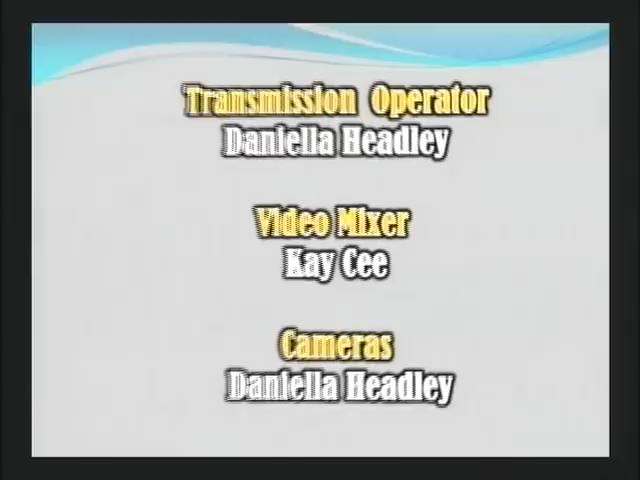 Transmission Operator
Daniella Headley
Video Mixer
Kay Cee
Cameras
Daniella Headley